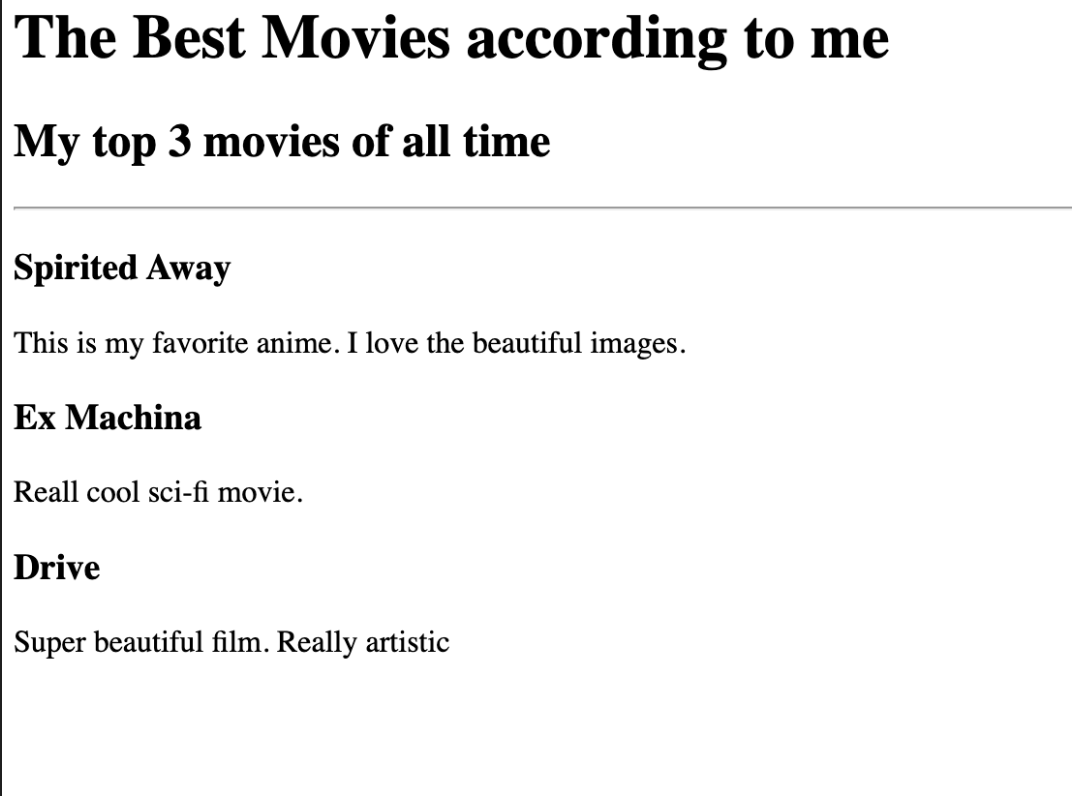 The Best Movies according to me
My top 3 movies of all time
Spirited Away
This is my favorite anime. I love the beautiful images.
Ex Machina
Reall cool sci-fi movie.
Drive
Super beautiful film. Really artistic